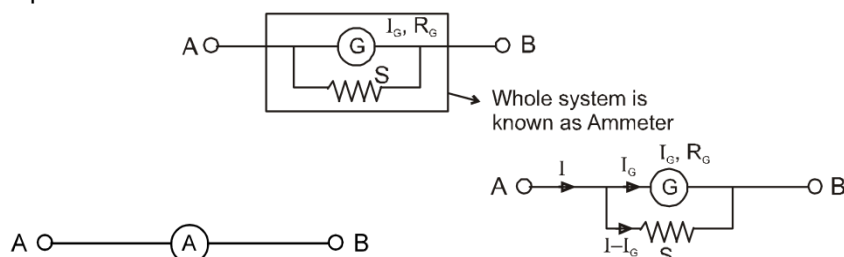 I_G, R_G
A G B
S
Whole system is
known as Ammeter
I_G, R_G
A I I_G G B
I–I_G S
A A B